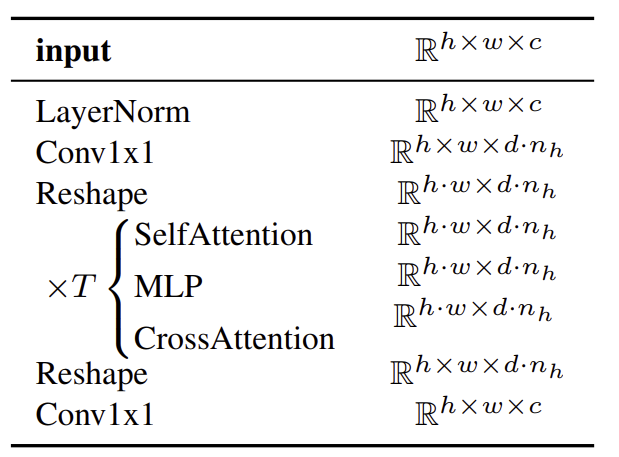 input ℝ^{h×w×c}
LayerNorm ℝ^{h×w×c}
Conv1x1 ℝ^{h×w×d·n_h}
Reshape ℝ^{h·w×d·n_h}
SelfAttention ℝ^{h·w×d·n_h}
×T { MLP ℝ^{h·w×d·n_h}
CrossAttention ℝ^{h·w×d·n_h}
Reshape ℝ^{h×w×d·n_h}
Conv1x1 ℝ^{h×w×c}